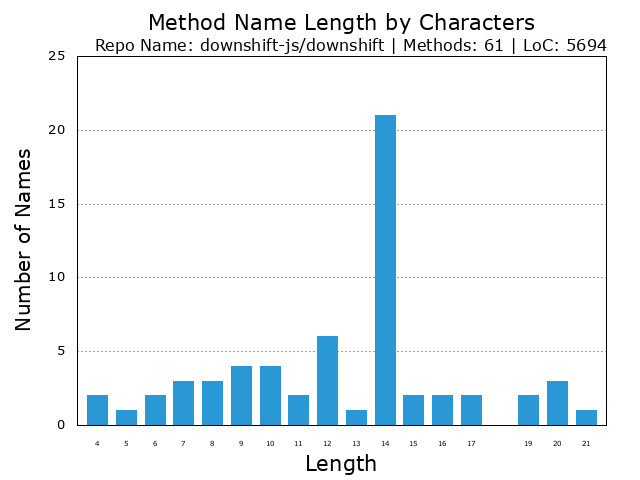 Method Name Length by Characters
Repo Name: downshift-js/downshift | Methods: 61 | LoC: 5694
25
20
15
10
5
0
Number of Names
4 5 6 7 8 9 10 11 12 13 14 15 16 17 19 20 21
Length